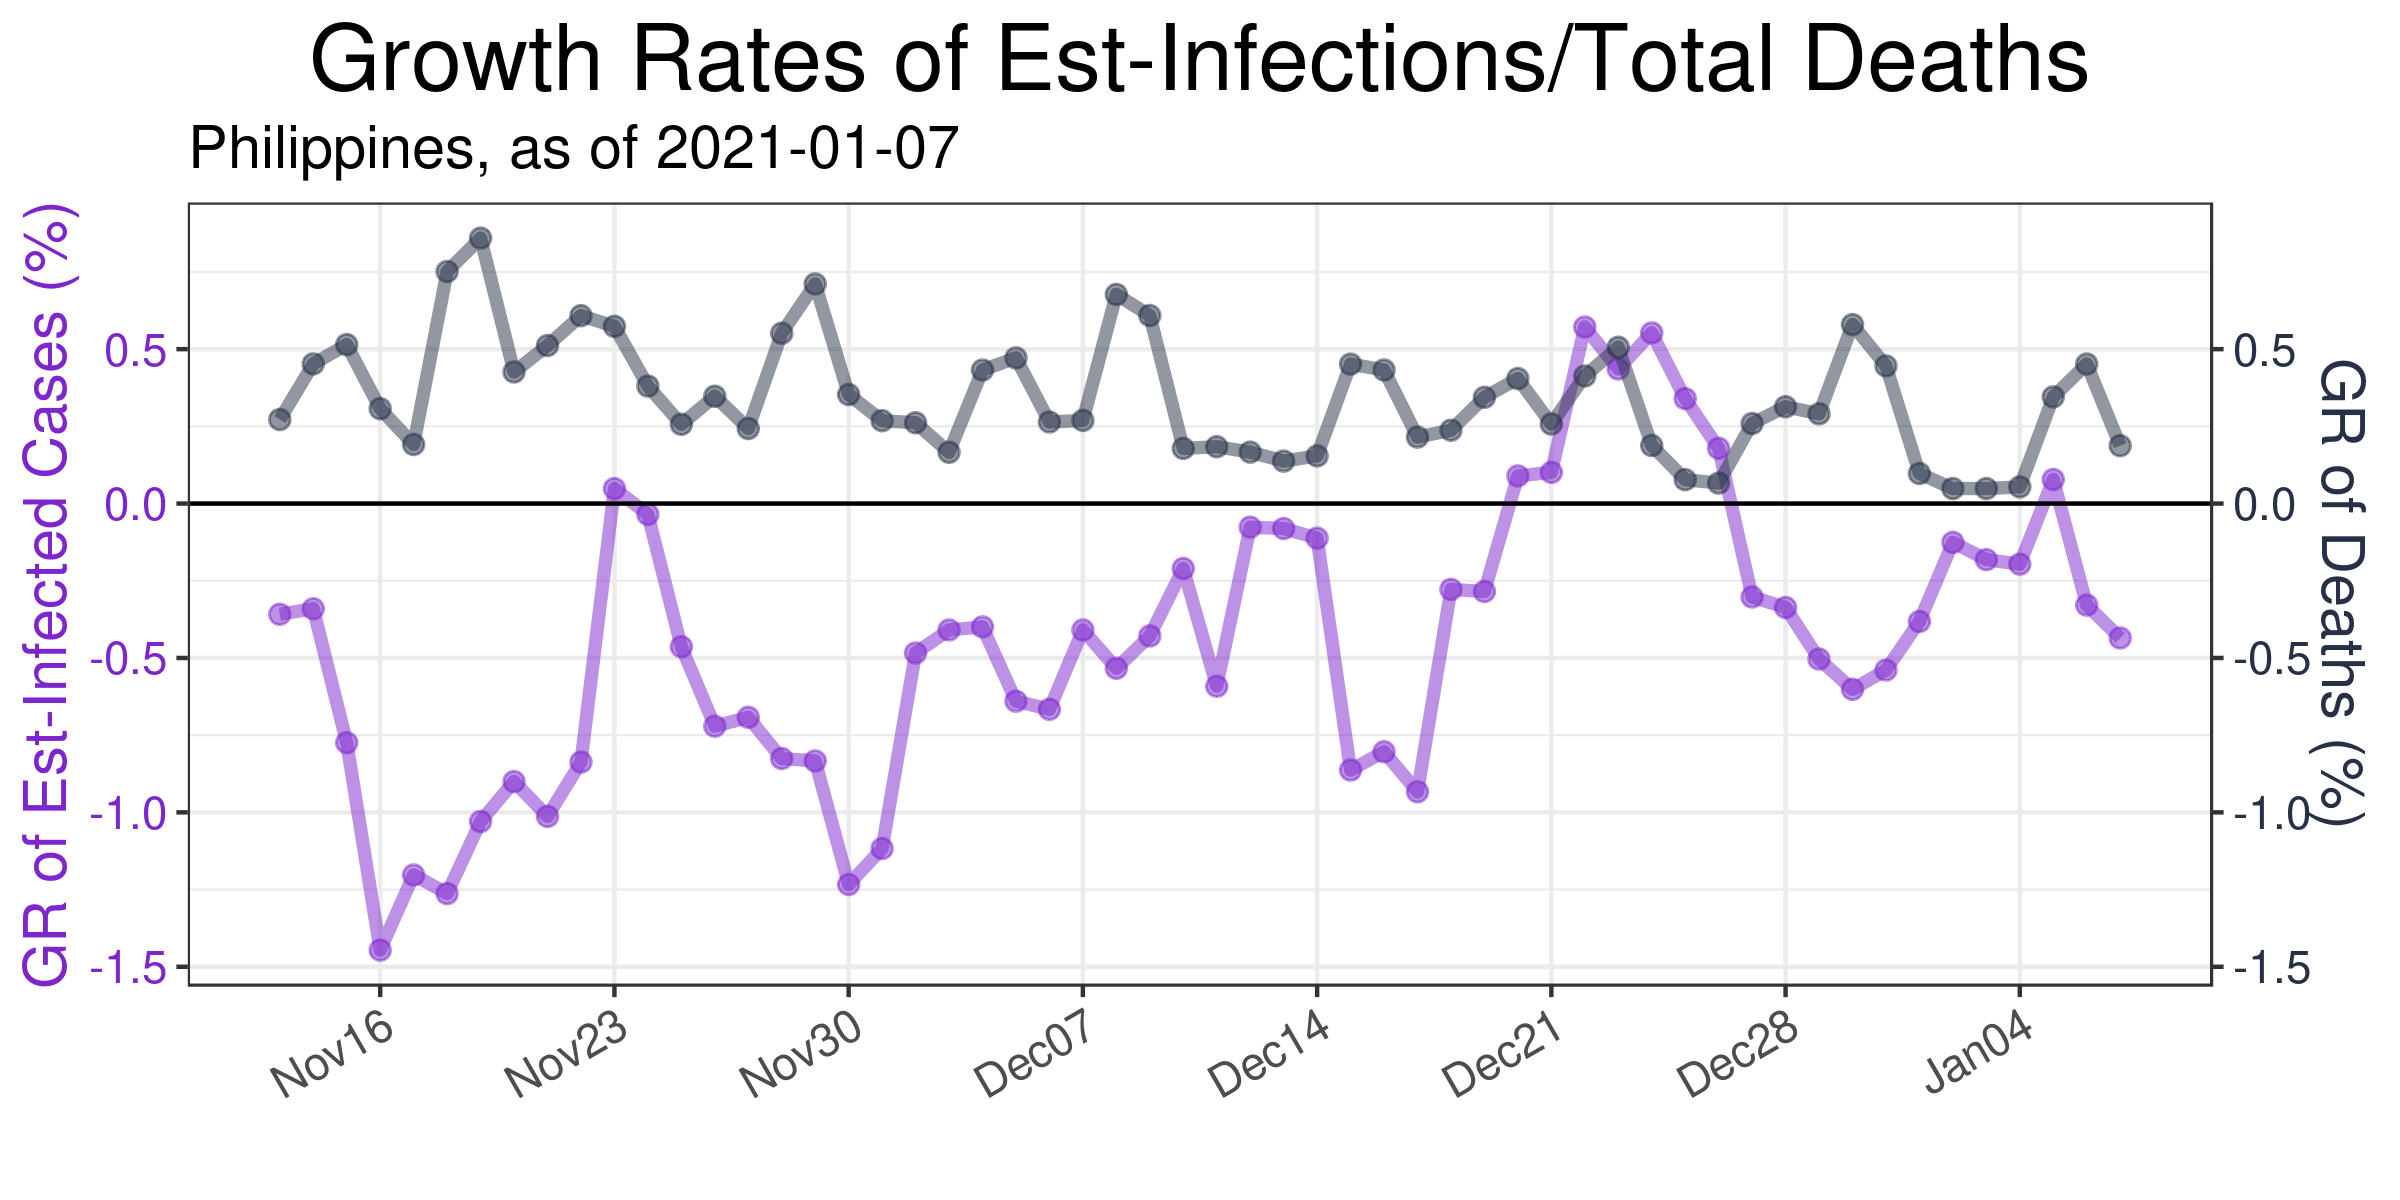 Growth Rates of Est-Infections/Total Deaths
Philippines, as of 2021-01-07
GR of Est-Infected Cases (%)
0.5
0.0
-0.5
-1.0
-1.5
0.5
0.0
-0.5
-1.0
-1.5
GR of Deaths (%)
Nov16
Nov23
Nov30
Dec07
Dec14
Dec21
Dec28
Jan04